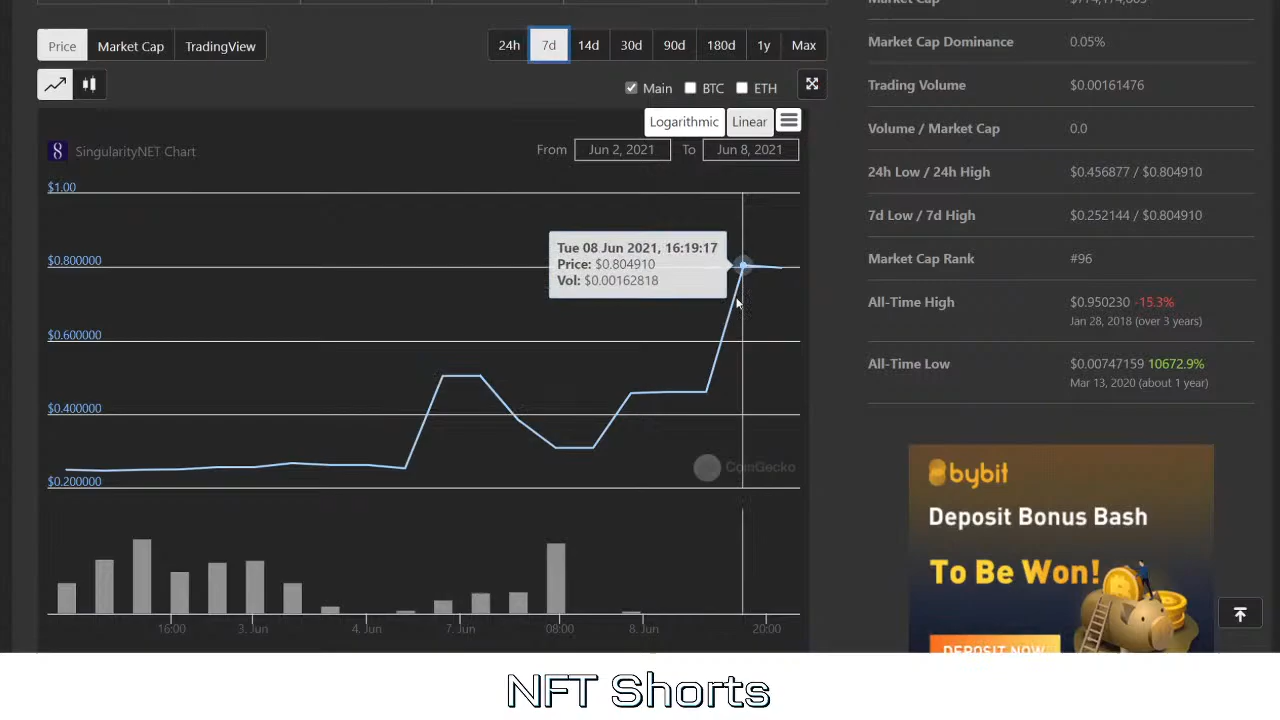 Price Market Cap TradingView 24h 7d 14d 30d 90d 180d 1y Max
Main BTC ETH
Logarithmic Linear
SingularityNET Chart From Jun 2, 2021 To Jun 8, 2021
$1.00
$0.800000
$0.600000
$0.400000
$0.200000
Tue 08 Jun 2021, 16:19:17
Price: $0.804910
Vol: $0.00162818
CoinGecko
16:00 3. Jun 4. Jun 7. Jun 08:00 8. Jun 20:00
Market Cap
Market Cap Dominance 0.05%
Trading Volume $0.00161476
Volume / Market Cap 0.0
24h Low / 24h High $0.456877 / $0.804910
7d Low / 7d High $0.252144 / $0.804910
Market Cap Rank #96
All-Time High $0.950230 -15.3%
Jan 28, 2018 (over 3 years)
All-Time Low $0.00747159 10672.9%
Mar 13, 2020 (about 1 year)
bybit
Deposit Bonus Bash
To Be Won!
DEPOSIT NOW
NFT Shorts